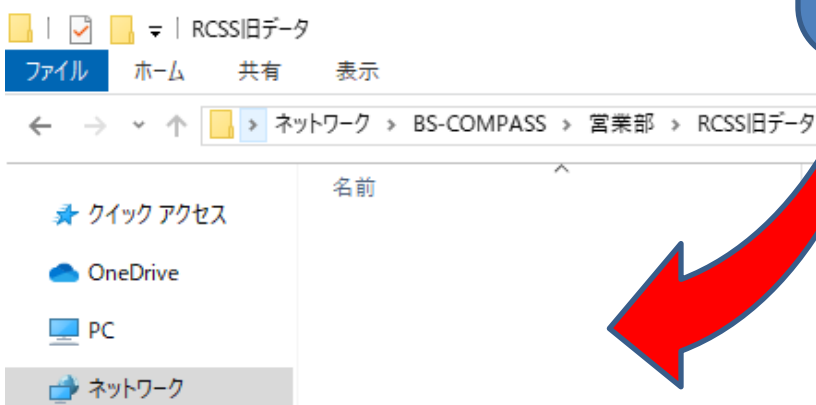 RCSS旧データ
ファイル ホーム 共有 表示
ネットワーク > BS-COMPASS > 営業部 > RCSS旧データ
名前
クイック アクセス
OneDrive
PC
ネットワーク